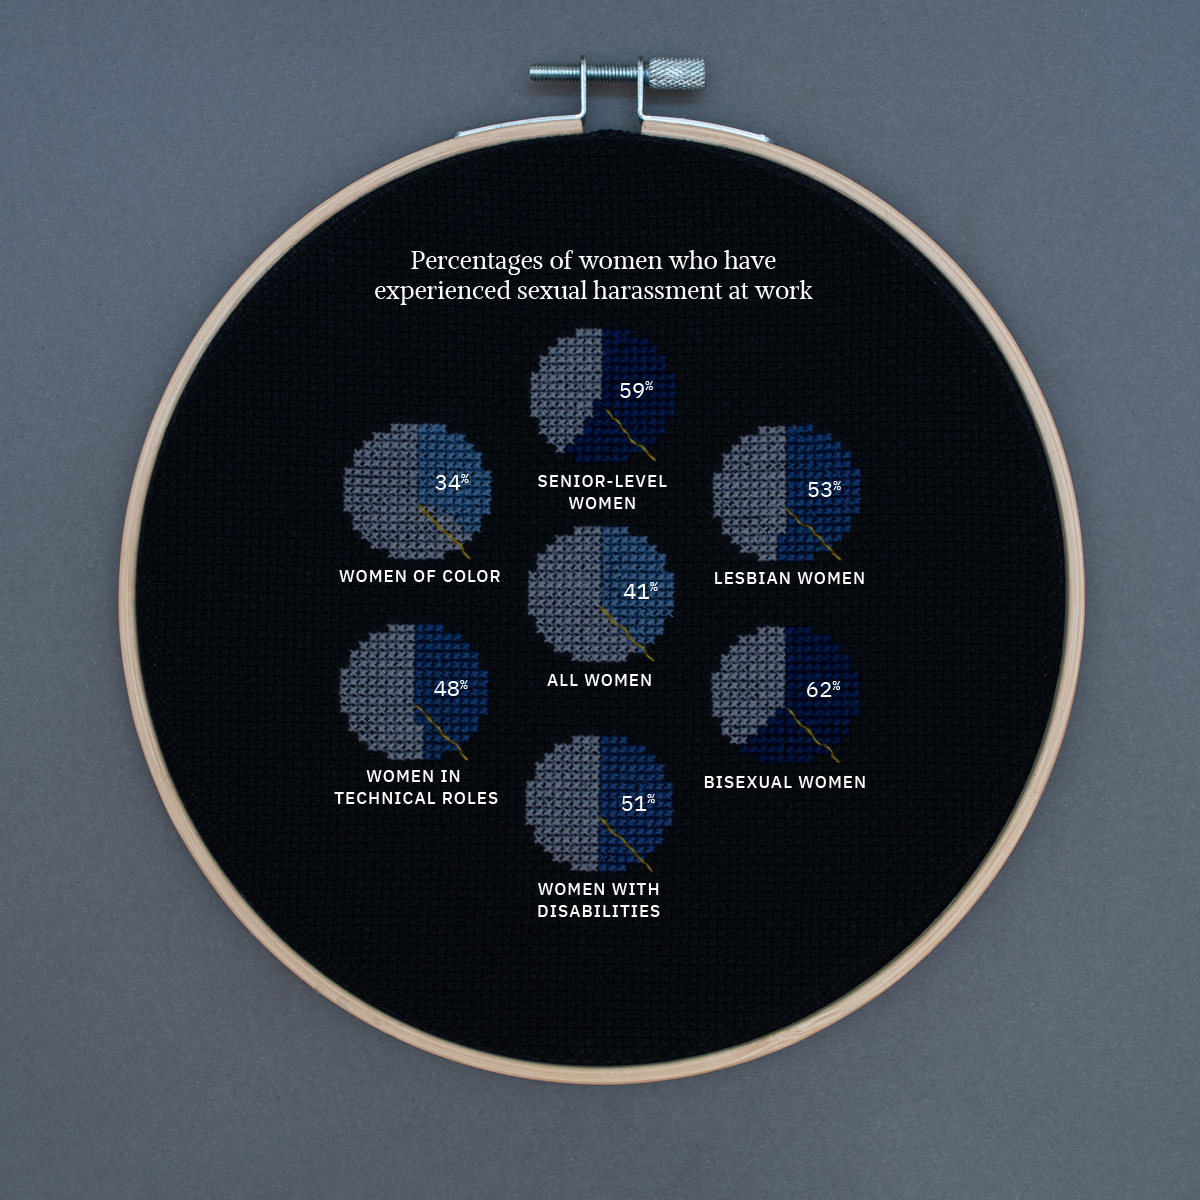 Percentages of women who have
experienced sexual harassment at work
59%
SENIOR-LEVEL
WOMEN
34%
WOMEN OF COLOR
53%
LESBIAN WOMEN
41%
ALL WOMEN
48%
WOMEN IN
TECHNICAL ROLES
62%
BISEXUAL WOMEN
51%
WOMEN WITH
DISABILITIES